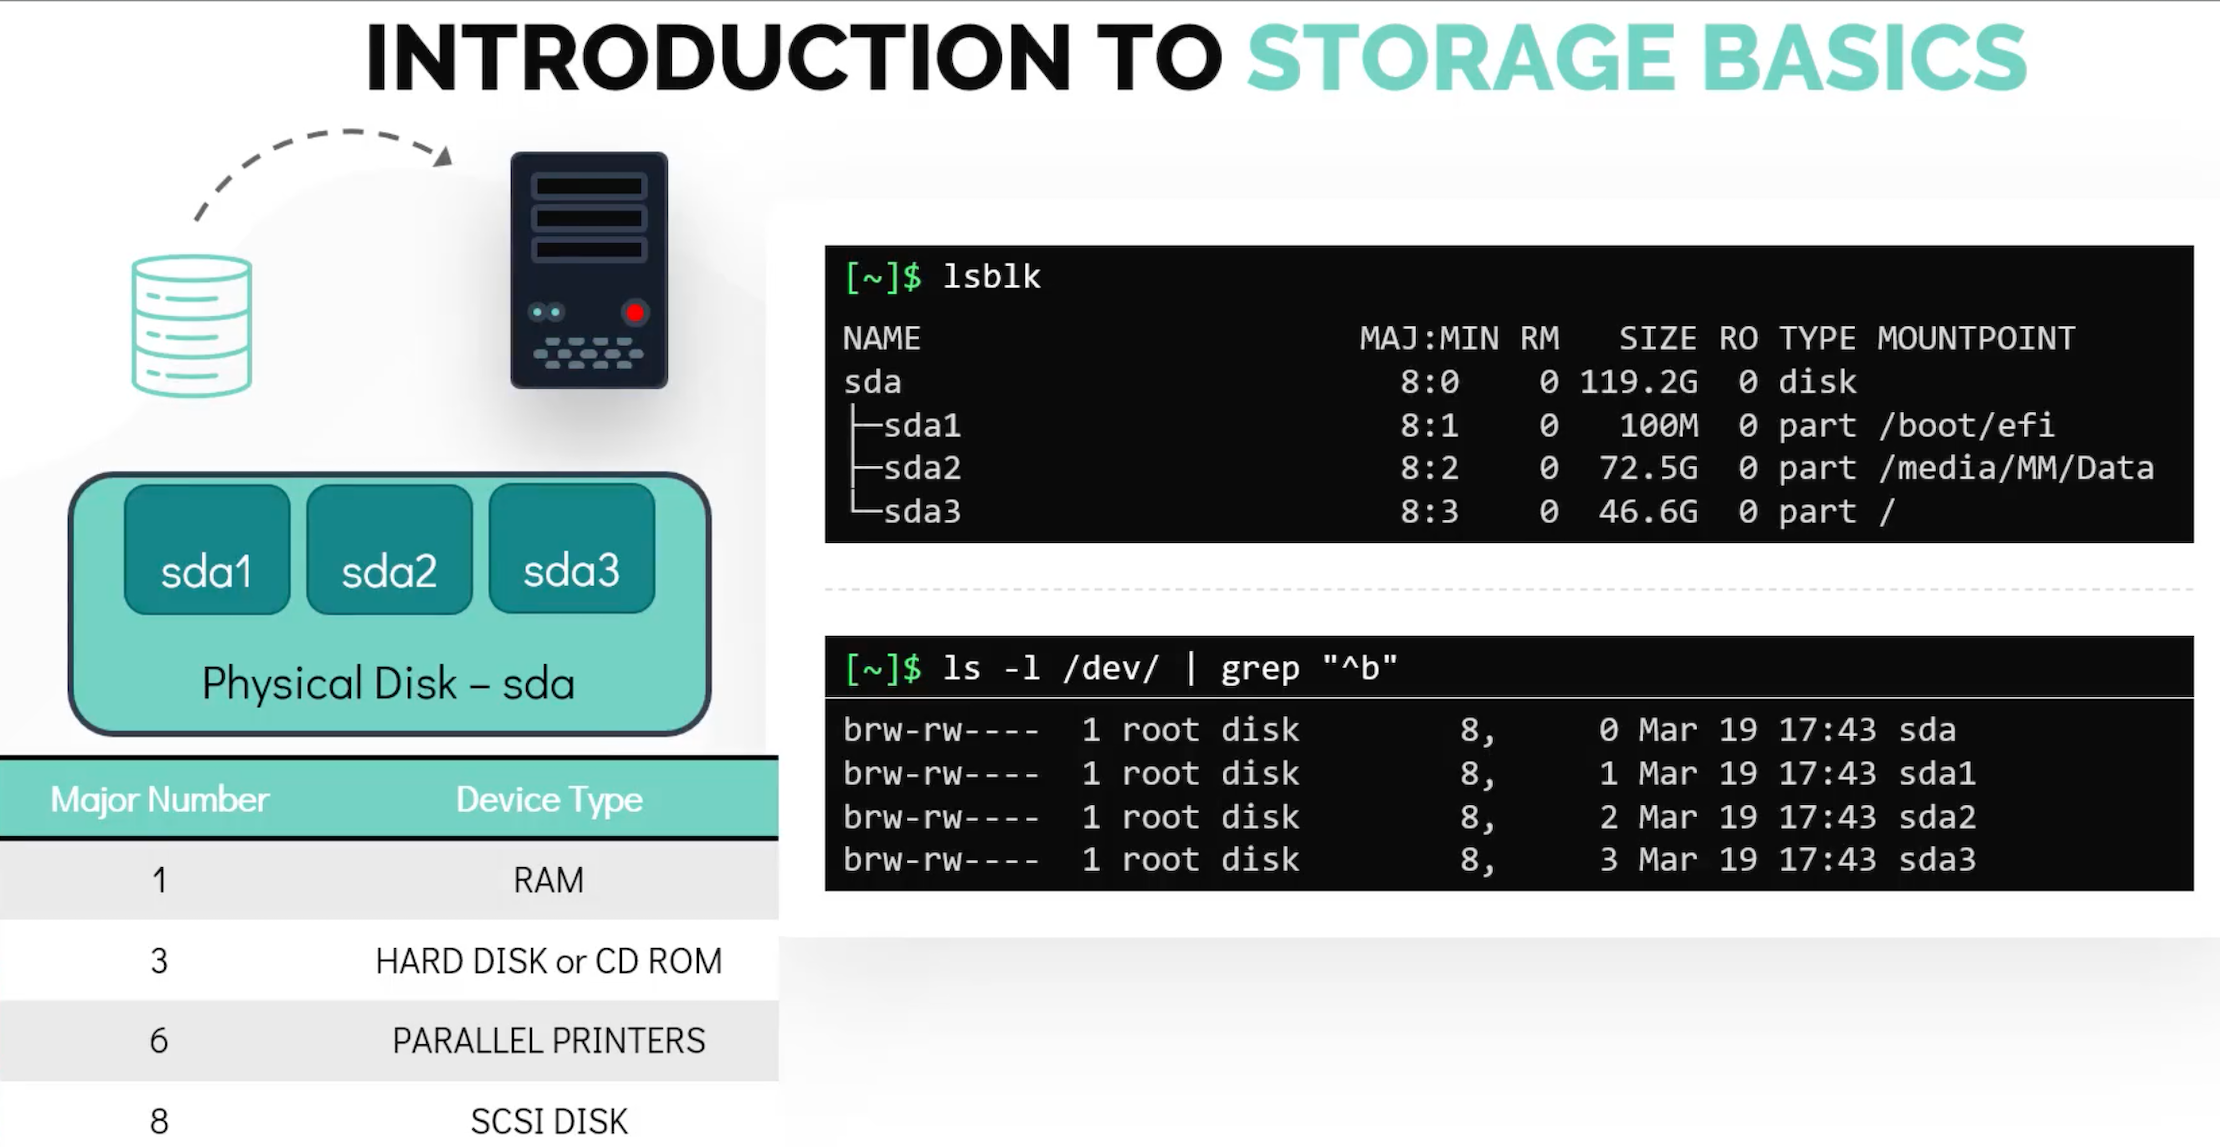 INTRODUCTION TO STORAGE BASICS
sda1 sda2 sda3
Physical Disk – sda
Major Number Device Type
1 RAM
3 HARD DISK or CD ROM
6 PARALLEL PRINTERS
8 SCSI DISK
[~]$ lsblk
NAME MAJ:MIN RM SIZE RO TYPE MOUNTPOINT
sda 8:0 0 119.2G 0 disk
├─sda1 8:1 0 100M 0 part /boot/efi
├─sda2 8:2 0 72.5G 0 part /media/MM/Data
└─sda3 8:3 0 46.6G 0 part /
[~]$ ls -l /dev/ | grep "^b"
brw-rw---- 1 root disk 8, 0 Mar 19 17:43 sda
brw-rw---- 1 root disk 8, 1 Mar 19 17:43 sda1
brw-rw---- 1 root disk 8, 2 Mar 19 17:43 sda2
brw-rw---- 1 root disk 8, 3 Mar 19 17:43 sda3